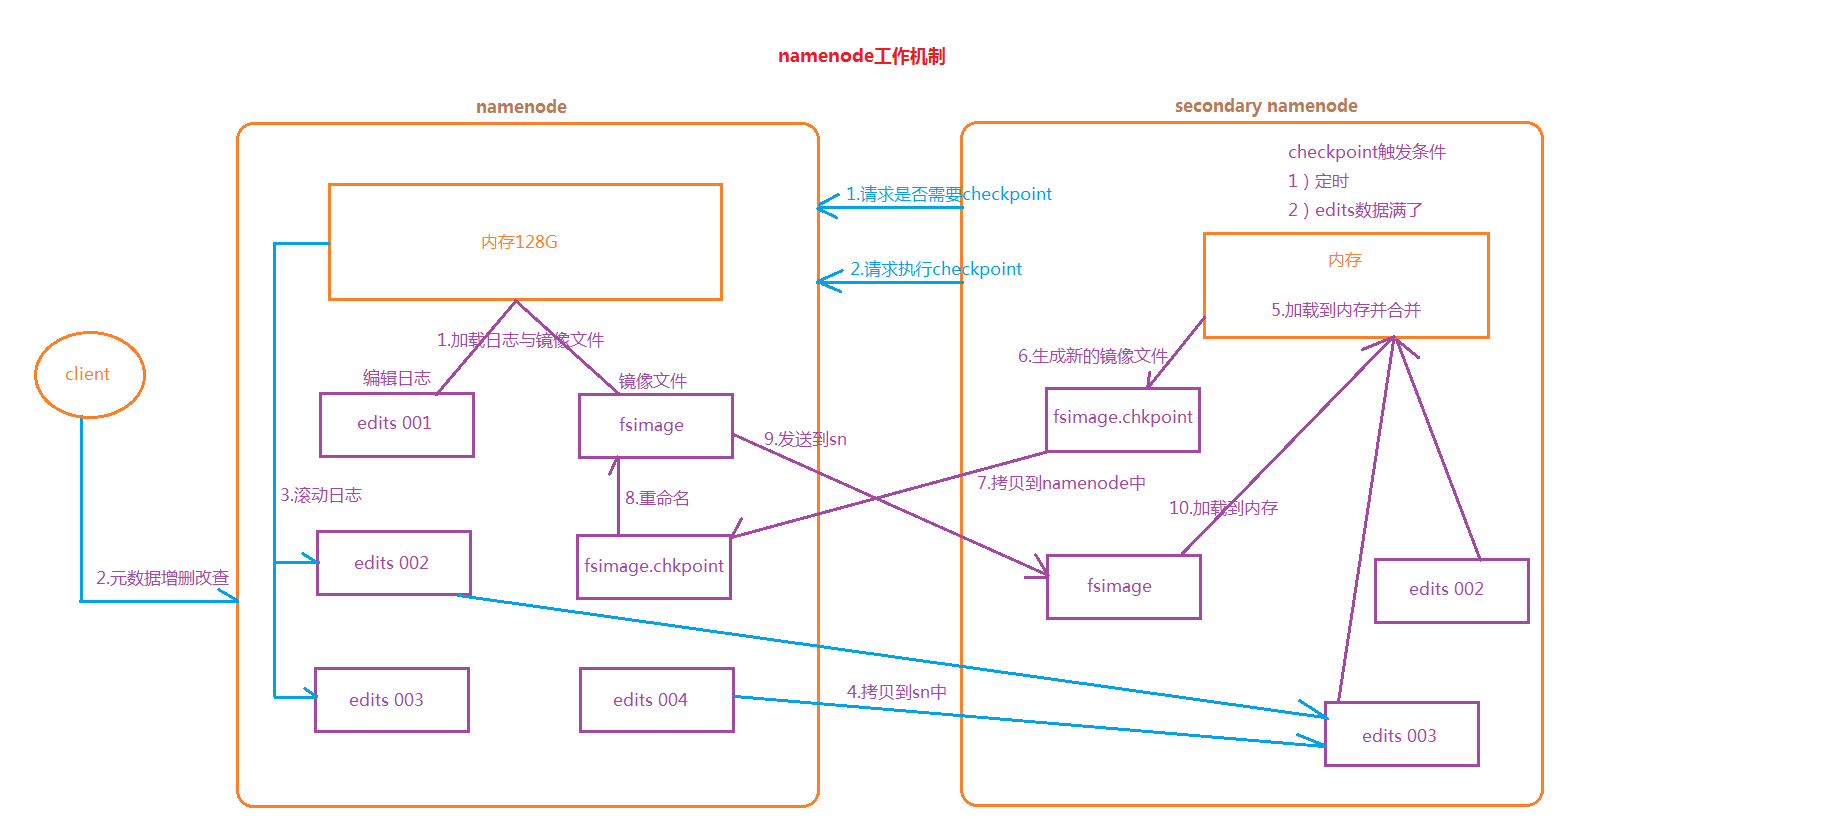 namenode工作机制
namenode
secondary namenode
checkpoint触发条件
1）定时
2）edits数据满了
1.请求是否需要checkpoint
2.请求执行checkpoint
内存128G
内存
5.加载到内存并合并
1.加载日志与镜像文件
6.生成新的镜像文件
client
编辑日志
镜像文件
edits 001
fsimage
fsimage.chkpoint
9.发送到sn
7.拷贝到namenode中
3.滚动日志
8.重命名
10.加载到内存
edits 002
fsimage.chkpoint
fsimage
edits 002
2.元数据增删改查
edits 003
edits 004
4.拷贝到sn中
edits 003